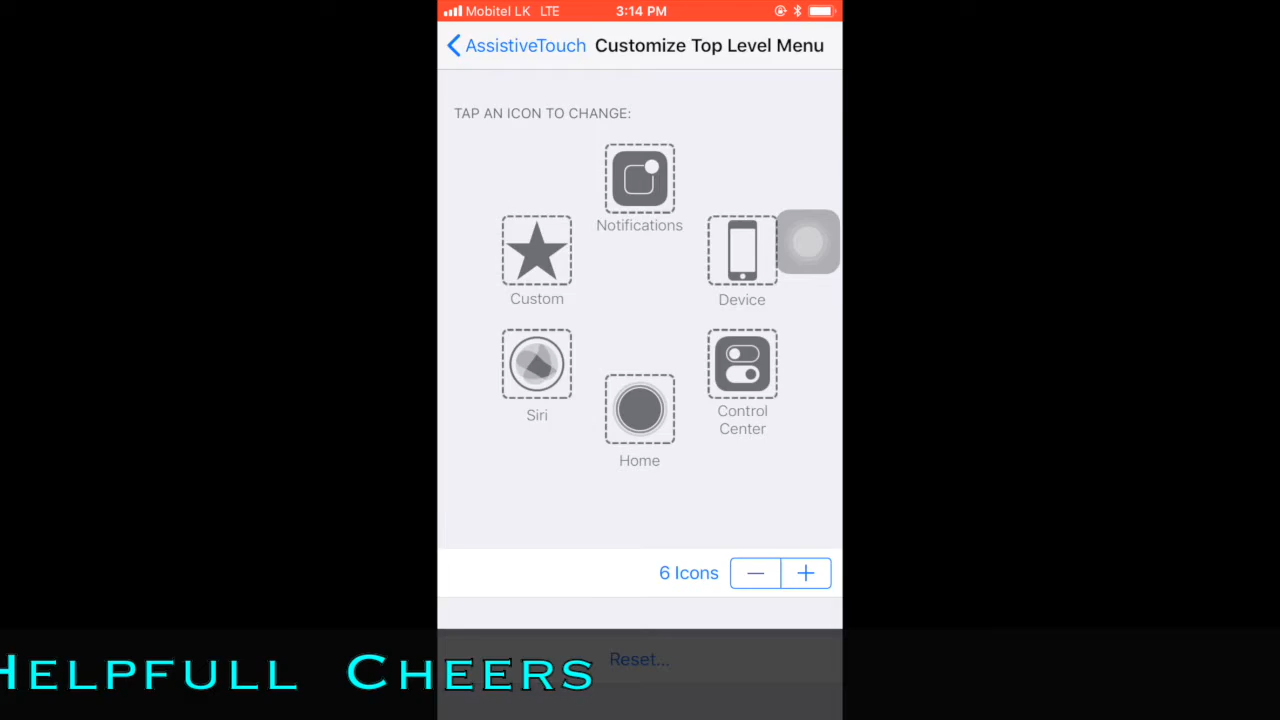 Mobitel LK LTE 3:14 PM
AssistiveTouch Customize Top Level Menu
TAP AN ICON TO CHANGE:
Notifications
Custom
Device
Siri
Control
Center
Home
6 Icons
Reset...
HELPFULL CHEERS